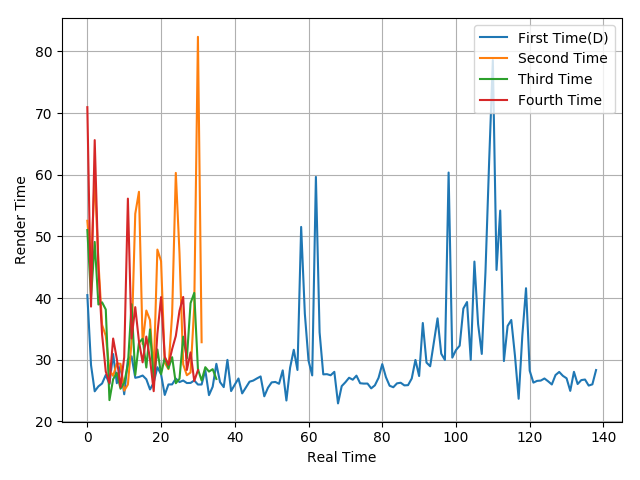 First Time(D)
Second Time
Third Time
Fourth Time
80
70
60
50
40
30
20
Render Time
0
20
40
60
80
100
120
140
Real Time